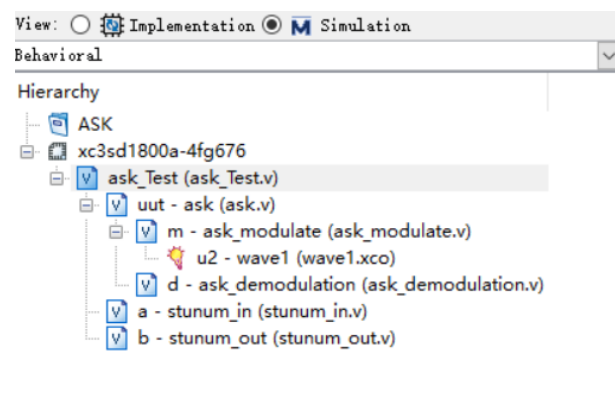 View: Implementation M Simulation
Behavioral
Hierarchy
ASK
xc3sd1800a-4fg676
V ask_Test (ask_Test.v)
V uut - ask (ask.v)
V m - ask_modulate (ask_modulate.v)
u2 - wave1 (wave1.xco)
V d - ask_demodulation (ask_demodulation.v)
V a - stunum_in (stunum_in.v)
V b - stunum_out (stunum_out.v)